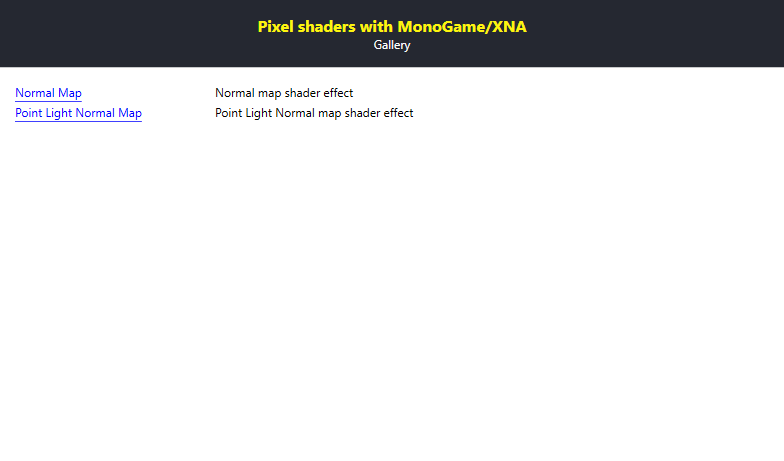 Pixel shaders with MonoGame/XNA
Gallery
Normal Map Normal map shader effect
Point Light Normal Map Point Light Normal map shader effect